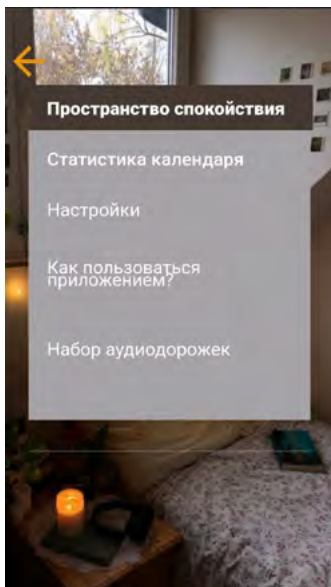 Пространство спокойствия
Статистика календаря
Настройки
Как пользоваться
приложением?
Набор аудиодорожек